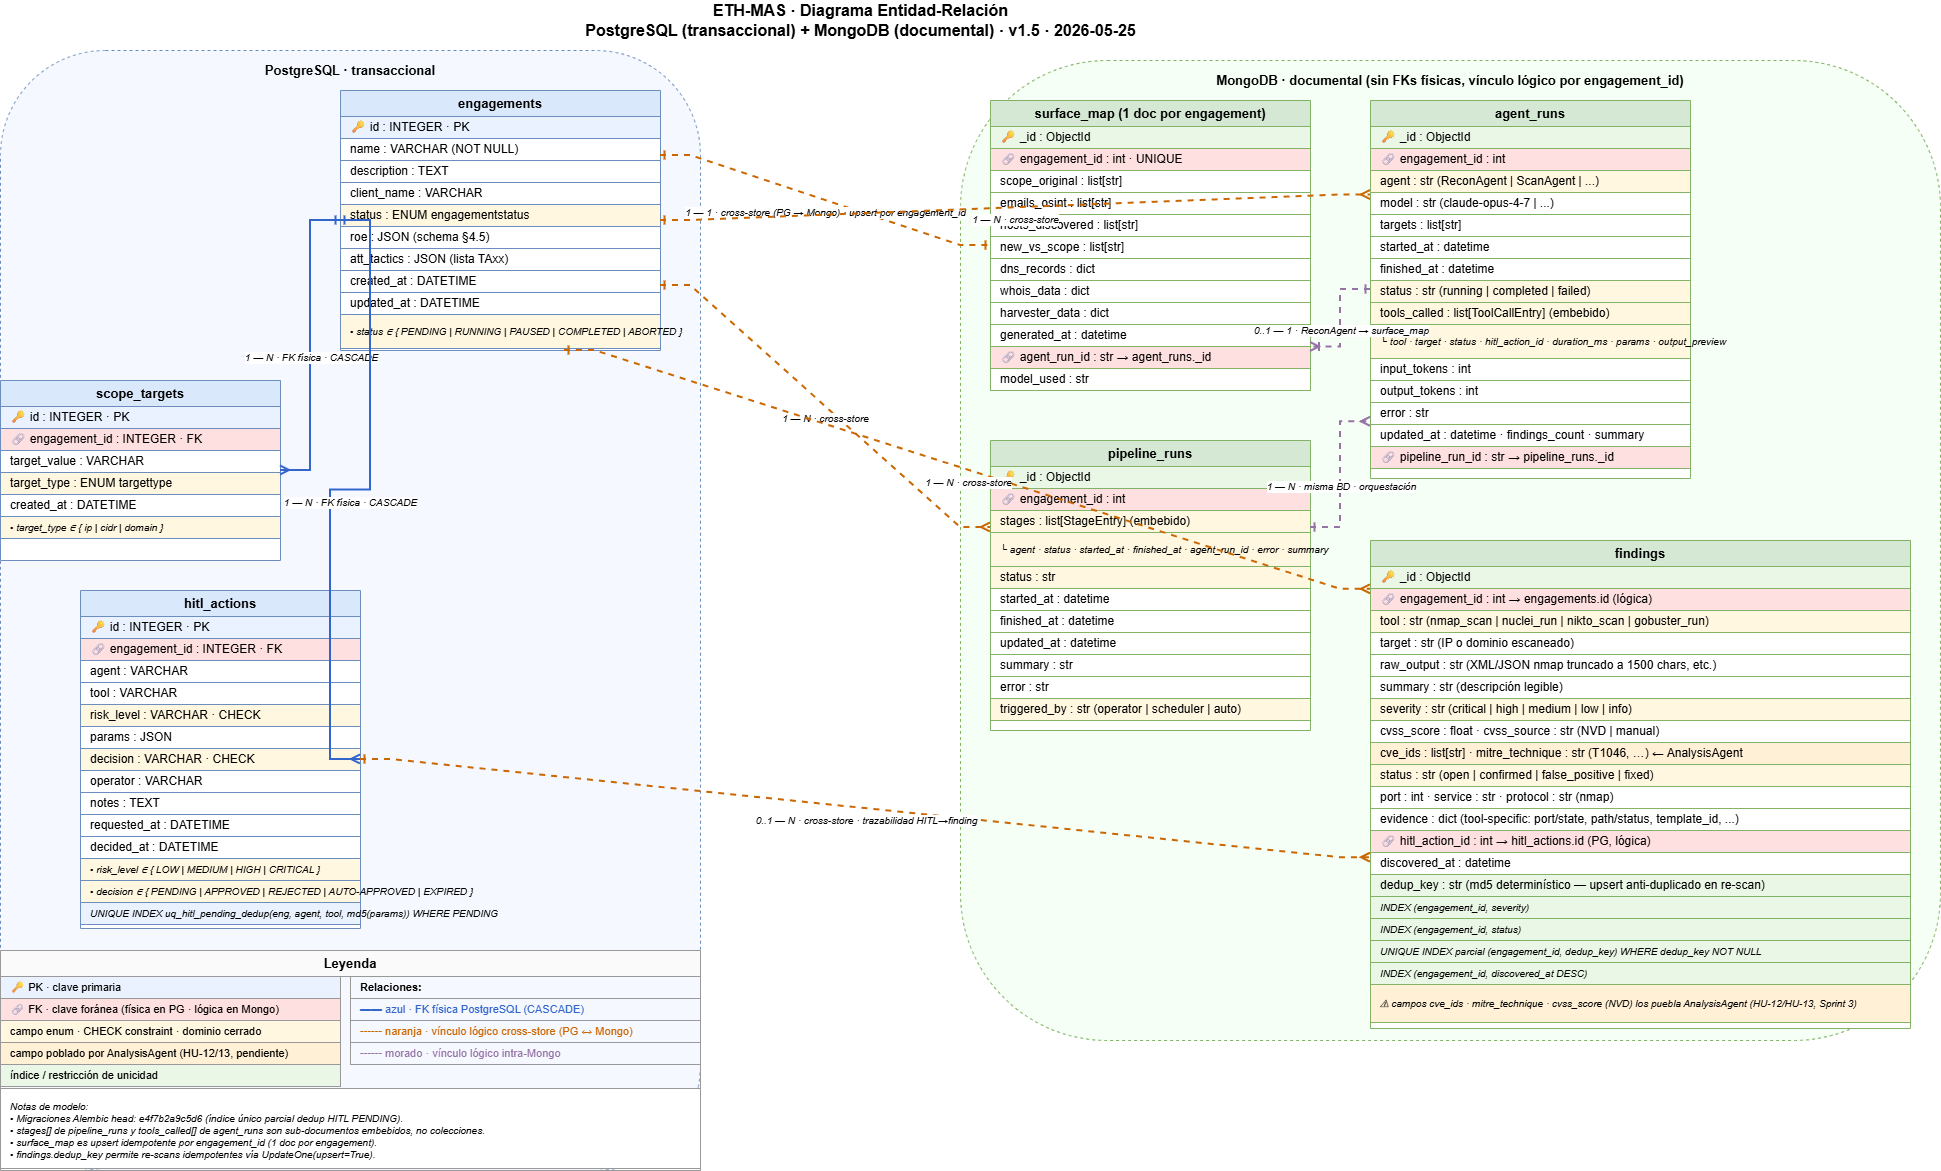 ETH-MAS · Diagrama Entidad-Relación
PostgreSQL (transaccional) + MongoDB (documental) · v1.5 · 2026-05-25
PostgreSQL · transaccional
engagements
id : INTEGER · PK
name : VARCHAR (NOT NULL)
description : TEXT
client_name : VARCHAR
status : ENUM engagementstatus
roe : JSON (schema §4.5)
att_tactics : JSON (lista TAxx)
created_at : DATETIME
updated_at : DATETIME
• status ∈ { PENDING | RUNNING | PAUSED | COMPLETED | ABORTED }
1 — N · FK física · CASCADE
scope_targets
id : INTEGER · PK
engagement_id : INTEGER · FK
target_value : VARCHAR
target_type : ENUM targettype
created_at : DATETIME
• target_type ∈ { ip | cidr | domain }
1 — N · FK física · CASCADE
hitl_actions
id : INTEGER · PK
engagement_id : INTEGER · FK
agent : VARCHAR
tool : VARCHAR
risk_level : VARCHAR · CHECK
params : JSON
decision : VARCHAR · CHECK
operator : VARCHAR
notes : TEXT
requested_at : DATETIME
decided_at : DATETIME
• risk_level ∈ { LOW | MEDIUM | HIGH | CRITICAL }
• decision ∈ { PENDING | APPROVED | REJECTED | AUTO-APPROVED | EXPIRED }
UNIQUE INDEX uq_hitl_pending_dedup(eng, agent, tool, md5(params)) WHERE PENDING
1 — 1 · cross-store (PG → Mongo) · upsert por engagement_id
1 — N · cross-store
1 — N · cross-store
1 — N · cross-store
0..1 — N · cross-store · trazabilidad HITL→finding
MongoDB · documental (sin FKs físicas, vínculo lógico por engagement_id)
surface_map (1 doc por engagement)
_id : ObjectId
engagement_id : int · UNIQUE
scope_original : list[str]
emails_osint : list[str]
hosts_discovered : list[str]
new_vs_scope : list[str]
dns_records : dict
whois_data : dict
harvester_data : dict
generated_at : datetime
agent_run_id : str → agent_runs._id
model_used : str
0..1 — 1 · ReconAgent → surface_map
agent_runs
_id : ObjectId
engagement_id : int
agent : str (ReconAgent | ScanAgent | ...)
model : str (claude-opus-4-7 | ...)
targets : list[str]
started_at : datetime
finished_at : datetime
status : str (running | completed | failed)
tools_called : list[ToolCallEntry] (embebido)
└ tool · target · status · hitl_action_id · duration_ms · params · output_preview
input_tokens : int
output_tokens : int
error : str
updated_at : datetime · findings_count · summary
pipeline_run_id : str → pipeline_runs._id
1 — N · misma BD · orquestación
pipeline_runs
_id : ObjectId
engagement_id : int
stages : list[StageEntry] (embebido)
└ agent · status · started_at · finished_at · agent_run_id · error · summary
status : str
started_at : datetime
finished_at : datetime
updated_at : datetime
summary : str
error : str
triggered_by : str (operator | scheduler | auto)
findings
_id : ObjectId
engagement_id : int → engagements.id (lógica)
tool : str (nmap_scan | nuclei_run | nikto_scan | gobuster_run)
target : str (IP o dominio escaneado)
raw_output : str (XML/JSON nmap truncado a 1500 chars, etc.)
summary : str (descripción legible)
severity : str (critical | high | medium | low | info)
cvss_score : float · cvss_source : str (NVD | manual)
cve_ids : list[str] · mitre_technique : str (T1046, …) ← AnalysisAgent
status : str (open | confirmed | false_positive | fixed)
port : int · service : str · protocol : str (nmap)
evidence : dict (tool-specific: port/state, path/status, template_id, ...)
hitl_action_id : int → hitl_actions.id (PG, lógica)
discovered_at : datetime
dedup_key : str (md5 determinístico — upsert anti-duplicado en re-scan)
INDEX (engagement_id, severity)
INDEX (engagement_id, status)
UNIQUE INDEX parcial (engagement_id, dedup_key) WHERE dedup_key NOT NULL
INDEX (engagement_id, discovered_at DESC)
⚠ campos cve_ids · mitre_technique · cvss_score (NVD) los puebla AnalysisAgent (HU-12/HU-13, Sprint 3)
Leyenda
PK · clave primaria
FK · clave foránea (física en PG · lógica en Mongo)
campo enum · CHECK constraint · dominio cerrado
campo poblado por AnalysisAgent (HU-12/13, pendiente)
índice / restricción de unicidad
Relaciones:
─── azul · FK física PostgreSQL (CASCADE)
------ naranja · vínculo lógico cross-store (PG ↔ Mongo)
------ morado · vínculo lógico intra-Mongo
Notas de modelo:
• Migraciones Alembic head: e4f7b2a9c5d6 (índice único parcial dedup HITL PENDING).
• stages[] de pipeline_runs y tools_called[] de agent_runs son sub-documentos embebidos, no colecciones.
• surface_map es upsert idempotente por engagement_id (1 doc por engagement).
• findings.dedup_key permite re-scans idempotentes vía UpdateOne(upsert=True).